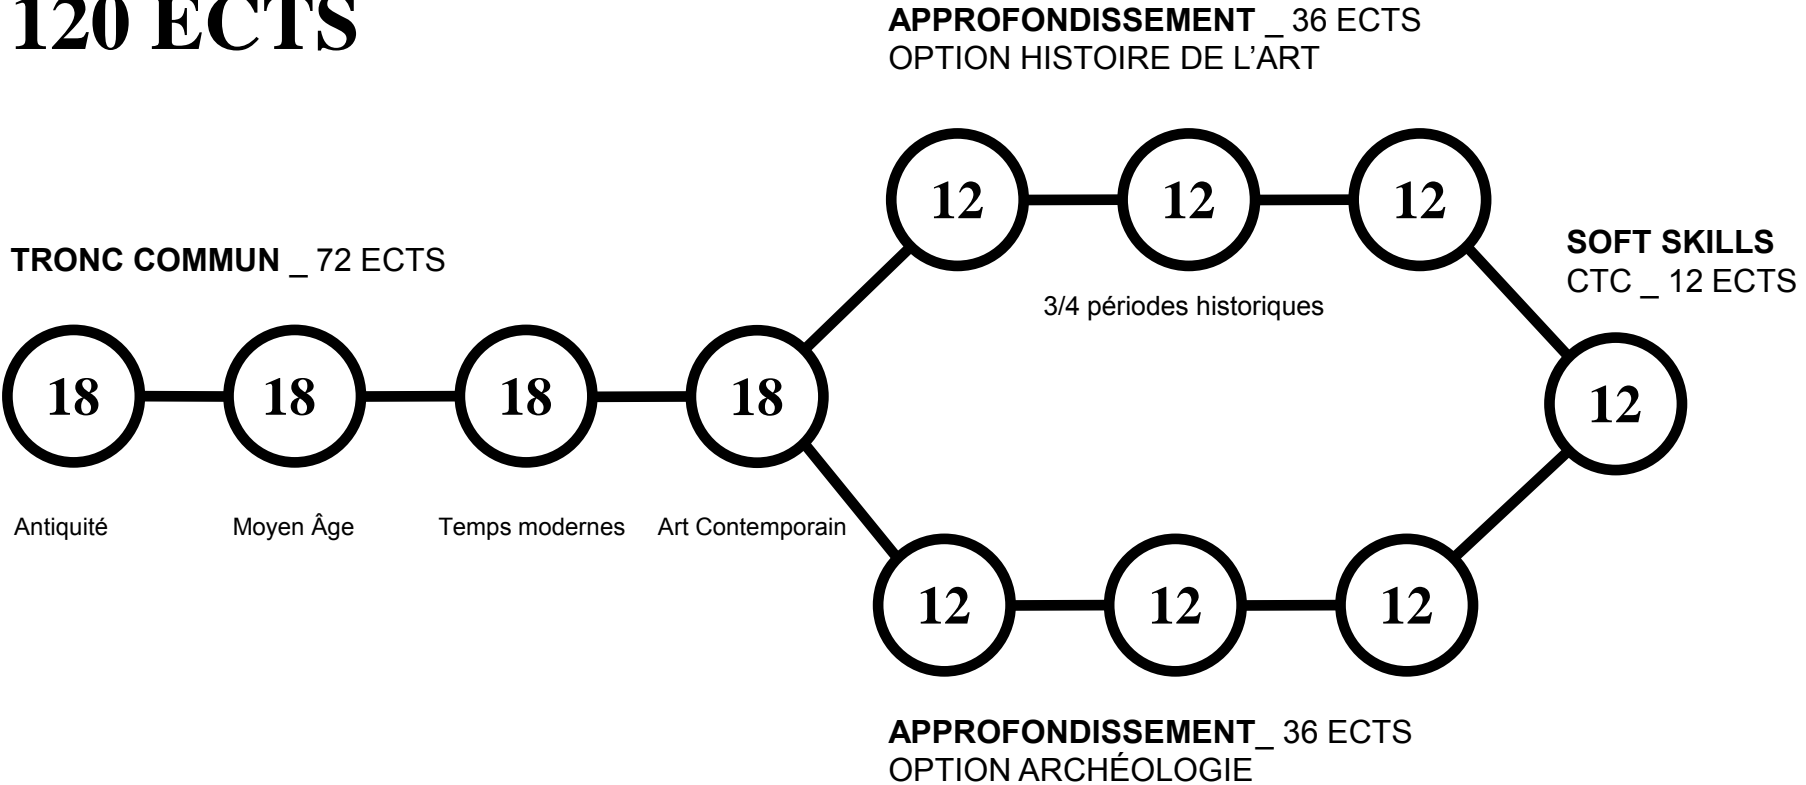 120 ECTS
APPROFONDISSEMENT _ 36 ECTS
OPTION HISTOIRE DE L’ART
12
12
12
3/4 périodes historiques
TRONC COMMUN _ 72 ECTS
18
18
18
18
Antiquité
Moyen Âge
Temps modernes
Art Contemporain
SOFT SKILLS
CTC _ 12 ECTS
12
12
12
12
APPROFONDISSEMENT_ 36 ECTS
OPTION ARCHÉOLOGIE